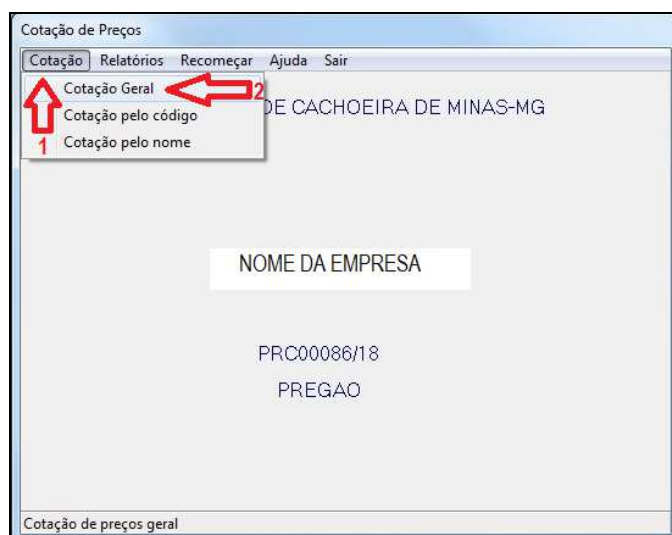 Cotação de Preços
Cotação Relatórios Recomeçar Ajuda Sair
Cotação Geral 2
DE CACHOEIRA DE MINAS-MG
Cotação pelo código
1 Cotação pelo nome
NOME DA EMPRESA
PRC00086/18
PREGAO
Cotação de preços geral